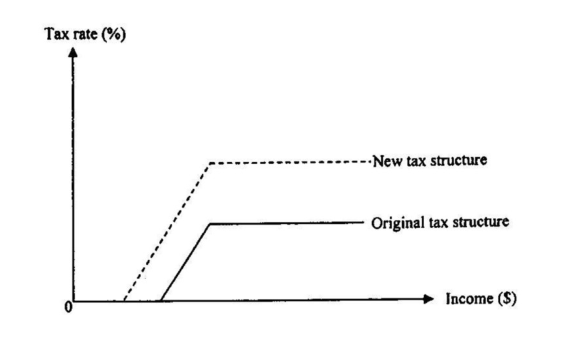 Tax rate (%)
New tax structure
Original tax structure
0
Income ($)